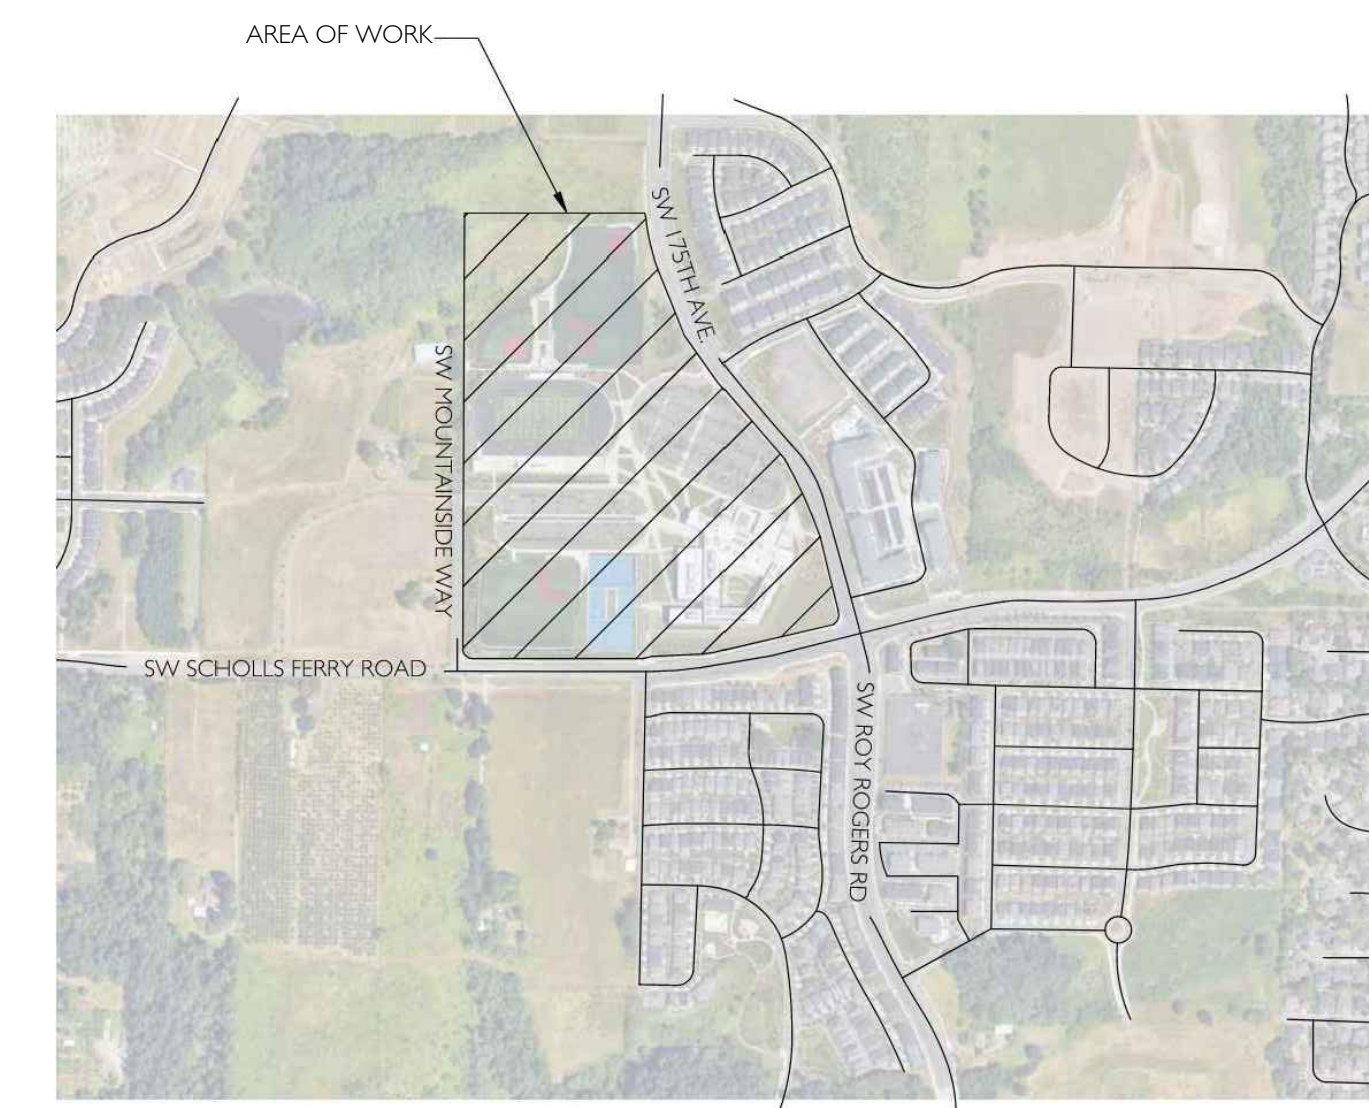 AREA OF WORK
SW 175TH AVE.
SW MOUNTAINSIDE WAY
SW SCHOLLS FERRY ROAD
SW ROY ROGERS RD